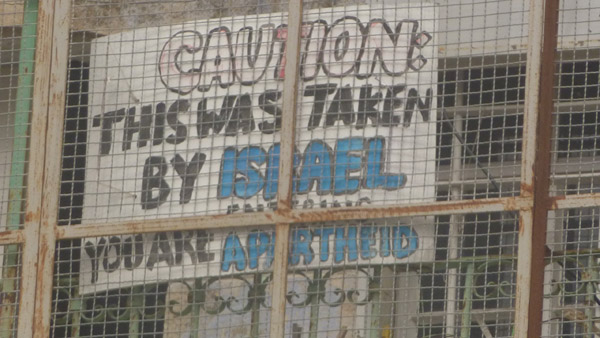 CAUTION:
THIS WAS TAKEN
BY ISRAEL
YOU ARE APARTHEID